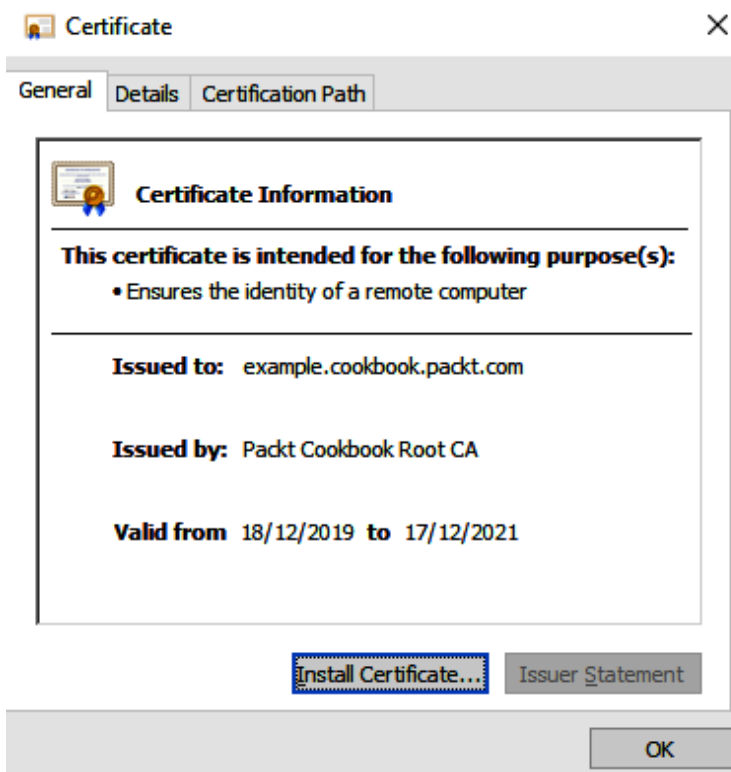 Certificate
General Details Certification Path
Certificate Information
This certificate is intended for the following purpose(s):
• Ensures the identity of a remote computer
Issued to: example.cookbook.packt.com
Issued by: Packt Cookbook Root CA
Valid from 18/12/2019 to 17/12/2021
Install Certificate... Issuer Statement
OK